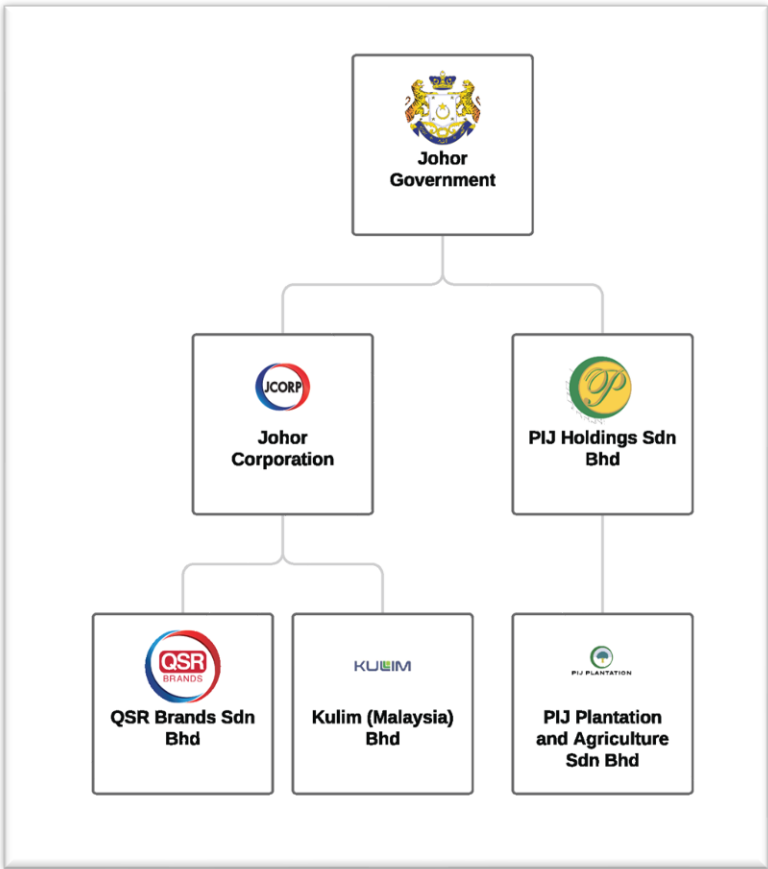 Johor
Government
JCORP
Johor
Corporation
P
PIJ Holdings Sdn
Bhd
QSR
BRANDS
QSR Brands Sdn
Bhd
KULIM
Kulim (Malaysia)
Bhd
PIJ PLANTATION
PIJ Plantation
and Agriculture
Sdn Bhd